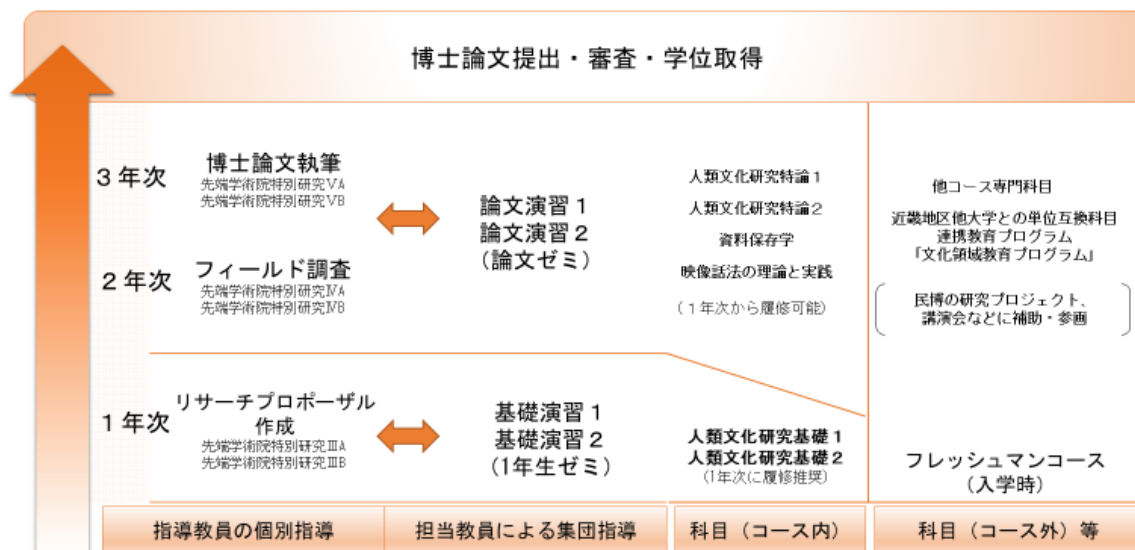 博士論文提出・審査・学位取得
3年次
博士論文執筆
先端学術院特別研究ⅤA
先端学術院特別研究ⅤB
2年次
フィールド調査
先端学術院特別研究ⅣA
先端学術院特別研究ⅣB
論文演習1
論文演習2
(論文ゼミ)
人類文化研究特論1
人類文化研究特論2
資料保存学
映像話法の理論と実践
(1年次から履修可能)
他コース専門科目
近畿地区他大学との単位互換科目
連携教育プログラム
「文化領域教育プログラム」
民博の研究プロジェクト、
講演会などに補助・参画
1年次
リサーチプロポーザル
作成
先端学術院特別研究ⅢA
先端学術院特別研究ⅢB
基礎演習1
基礎演習2
(1年生ゼミ)
人類文化研究基礎1
人類文化研究基礎2
(1年次に履修推奨)
フレッシュマンコース
(入学時)
指導教員の個別指導
担当教員による集団指導
科目（コース内）
科目（コース外）等